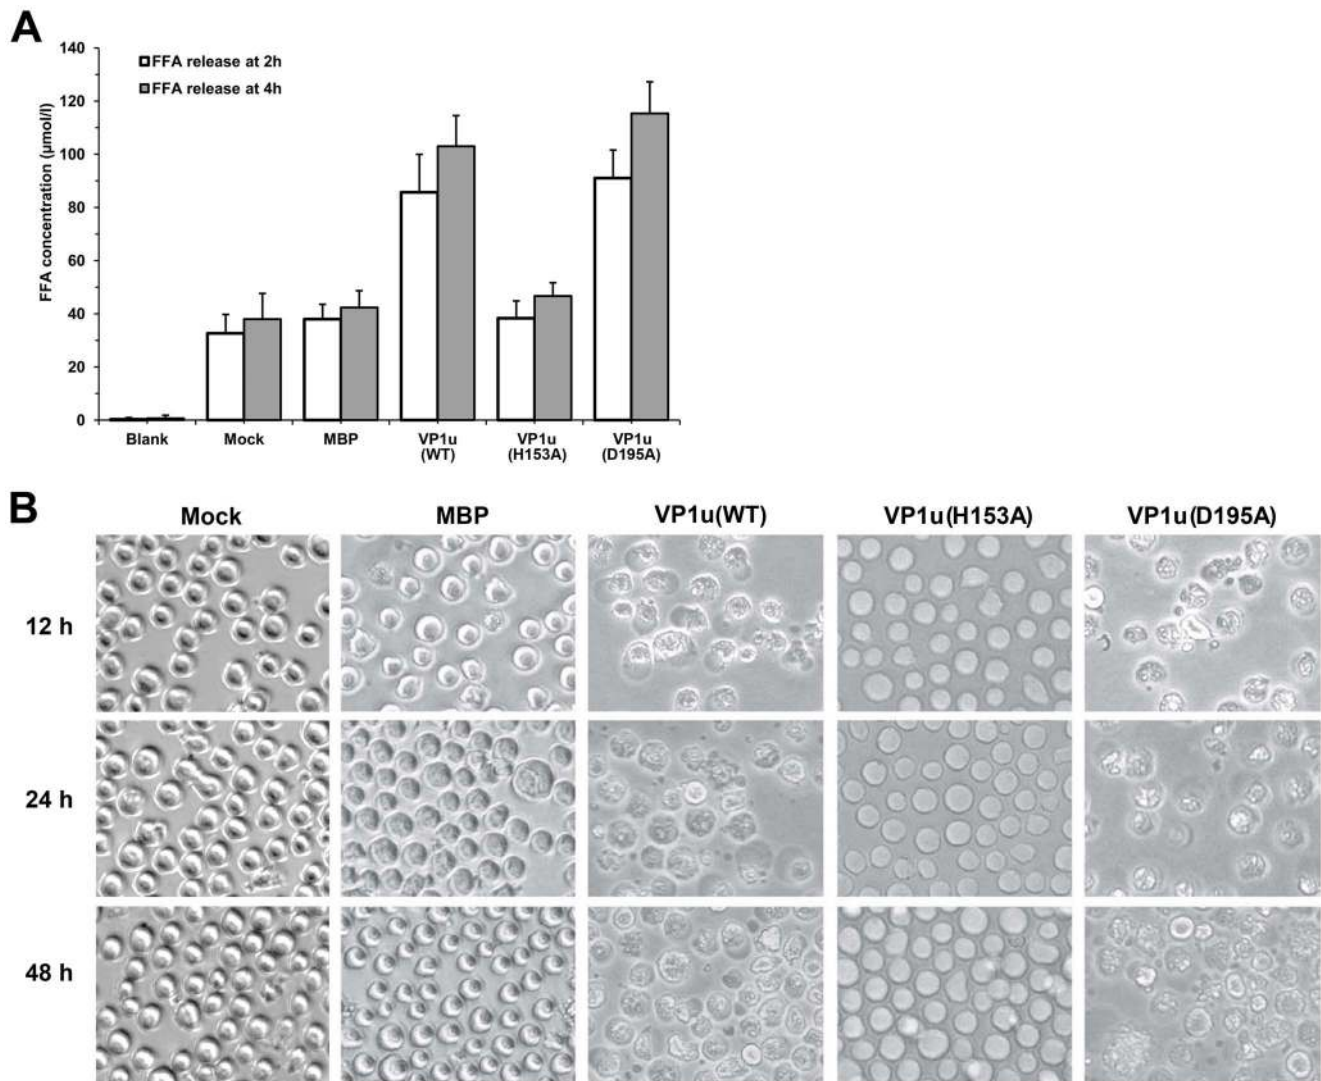 A
140
120
100
80
60
40
20
0
FFA concentration (µmol/l)
FFA release at 2h
FFA release at 4h
Blank Mock MBP VP1u VP1u VP1u
(WT) (H153A) (D195A)
B
Mock MBP VP1u(WT) VP1u(H153A) VP1u(D195A)
12 h
24 h
48 h